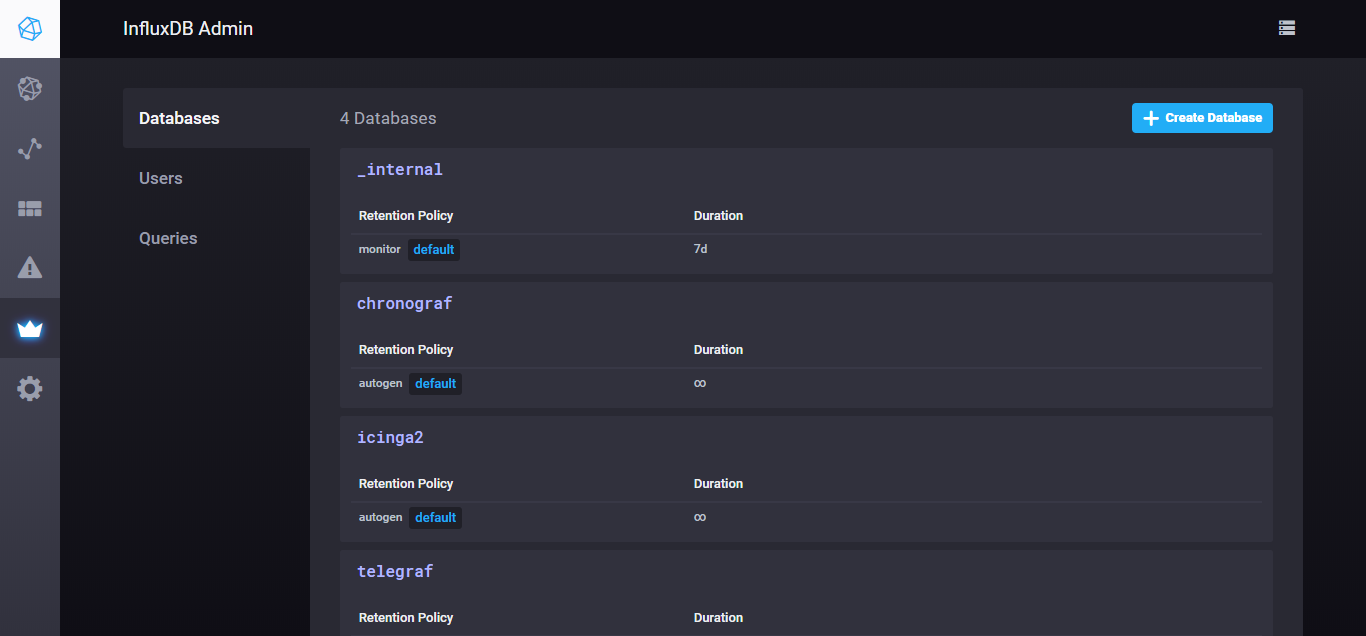 InfluxDB Admin
Databases
Users
Queries
4 Databases
Create Database
_internal
Retention Policy Duration
monitor default 7d
chronograf
Retention Policy Duration
autogen default ∞
icinga2
Retention Policy Duration
autogen default ∞
telegraf
Retention Policy Duration